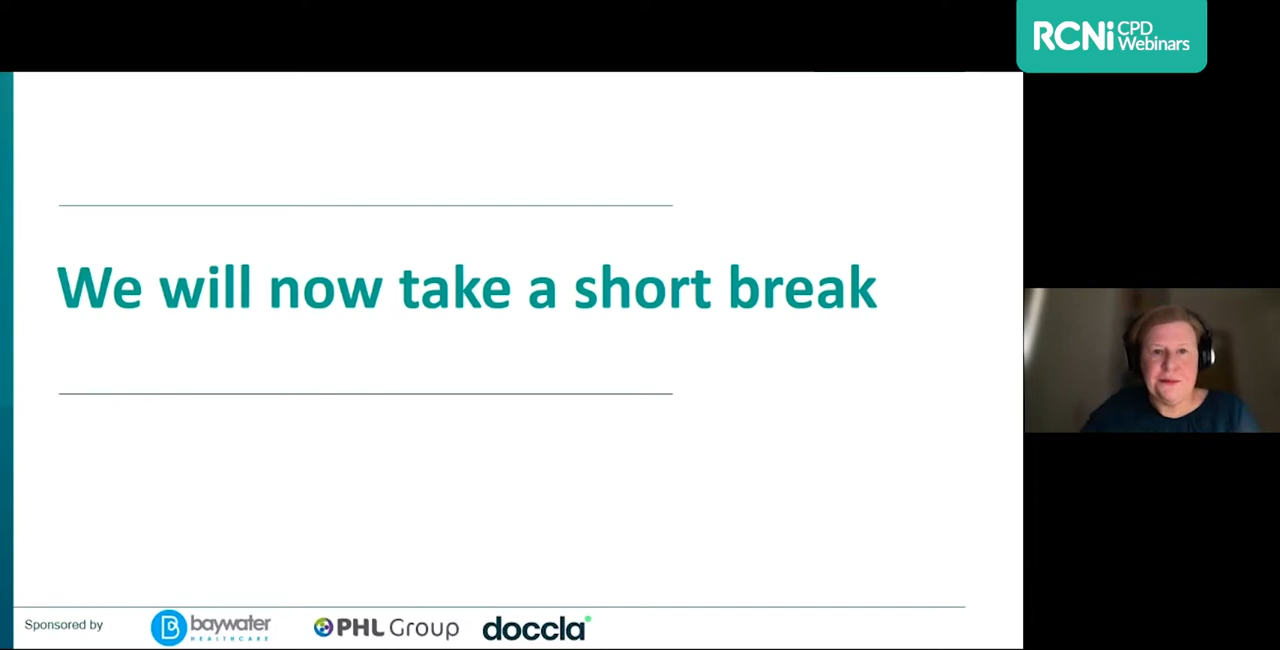 RCNi CPD
Webinars
We will now take a short break
Sponsored by
baywater
HEALTHCARE
PHL Group
doccla